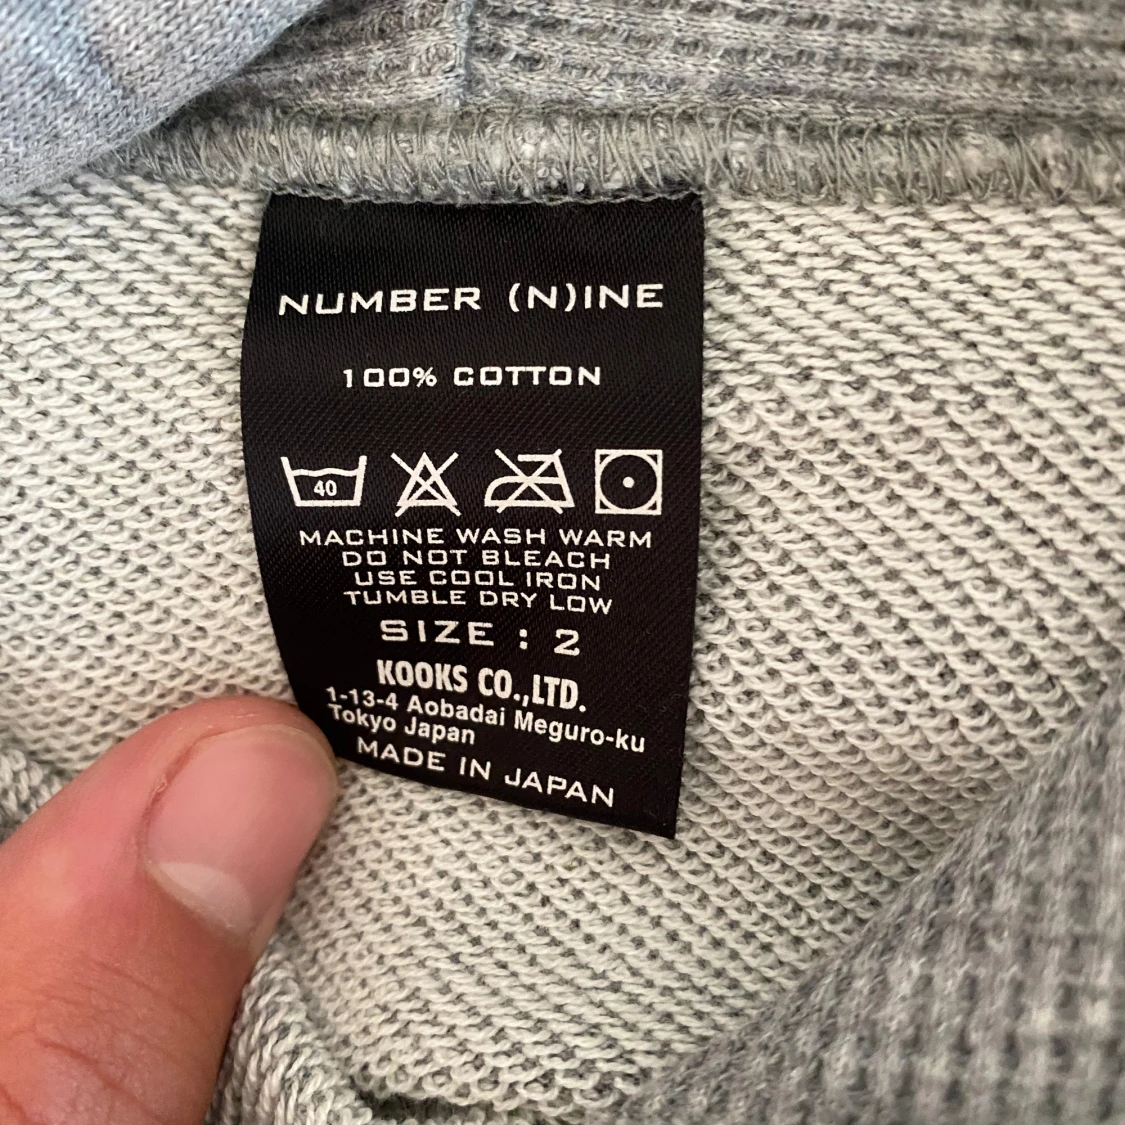 NUMBER (N)INE
100% COTTON
40
MACHINE WASH WARM
DO NOT BLEACH
USE COOL IRON
TUMBLE DRY LOW
SIZE : 2
KOOKS CO.,LTD.
1-13-4 Aobadai Meguro-ku
Tokyo Japan
MADE IN JAPAN